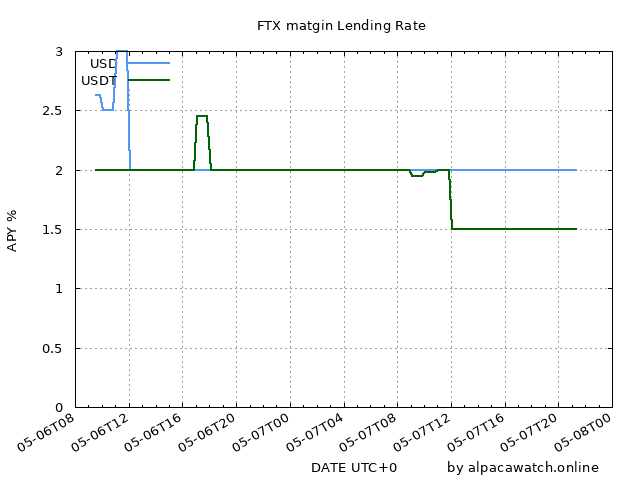 FTX matgin Lending Rate
USD
USDT
3
2.5
2
1.5
1
0.5
0
APY %
05-06T08
05-06T12
05-06T16
05-06T20
05-07T00
05-07T04
05-07T08
05-07T12
05-07T16
05-07T20
05-08T00
DATE UTC+0
by alpacawatch.online